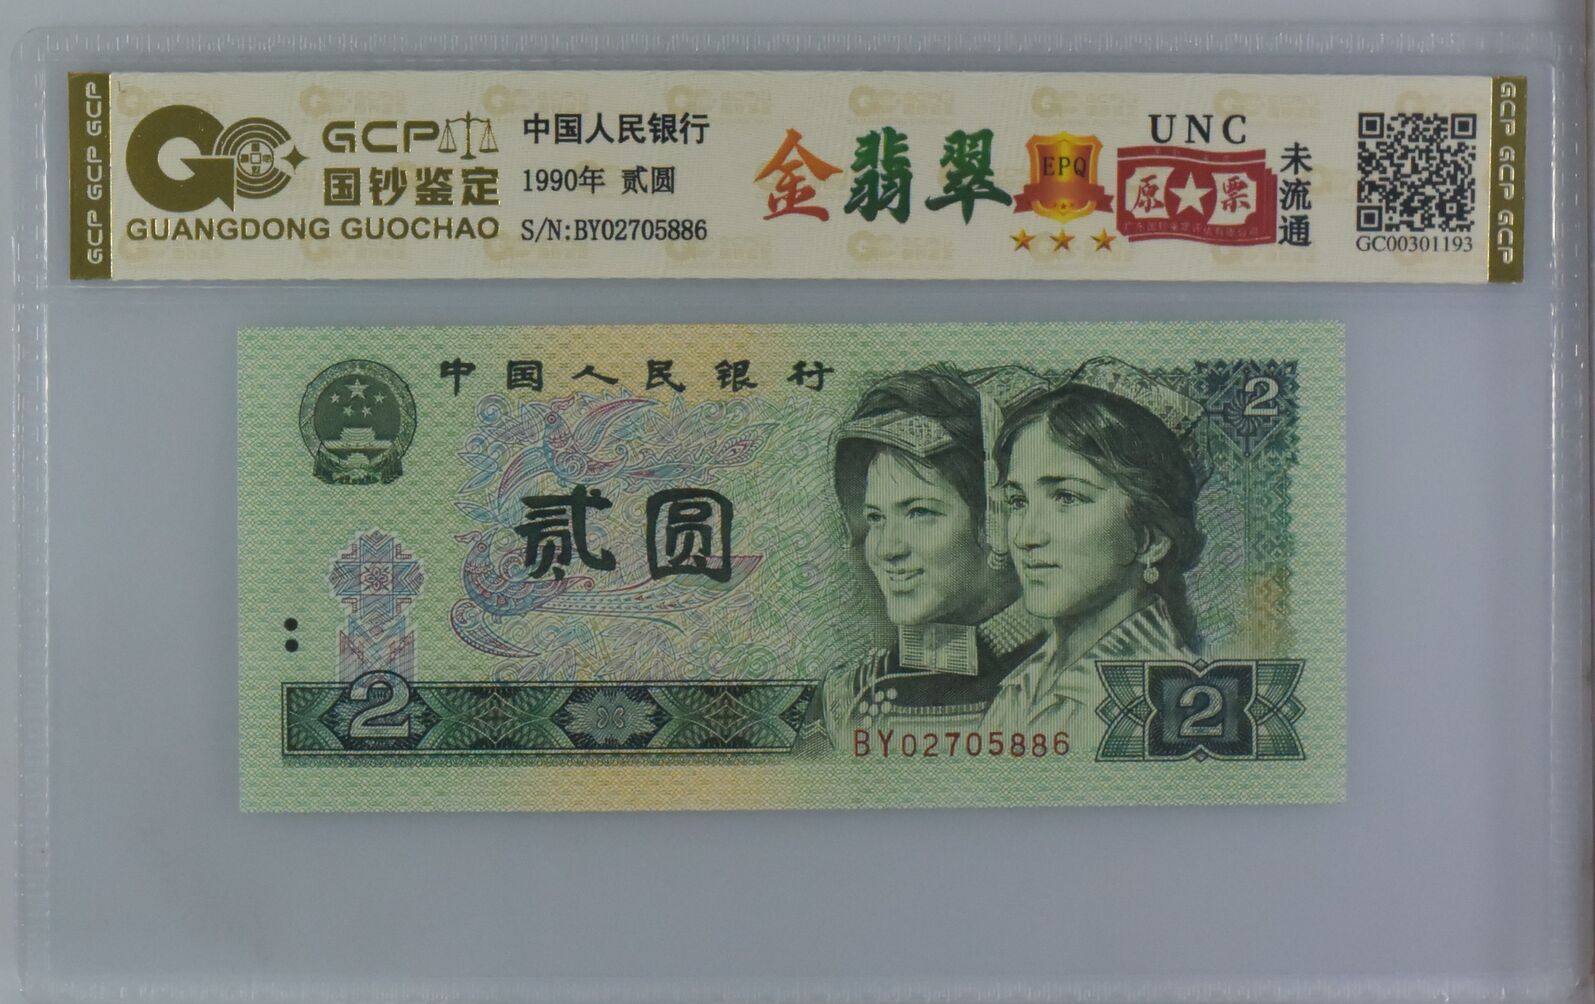 GCP GCP GCP
GCP
国钞鉴定
GUANGDONG GUOCHAO
中国人民银行
1990年 贰圆
S/N:BY02705886
金翡翠
EPQ
UNC
原票
未流通
GC00301193
GCP GCP GCP
中国人民银行
2
贰圆
2
2
BY02705886